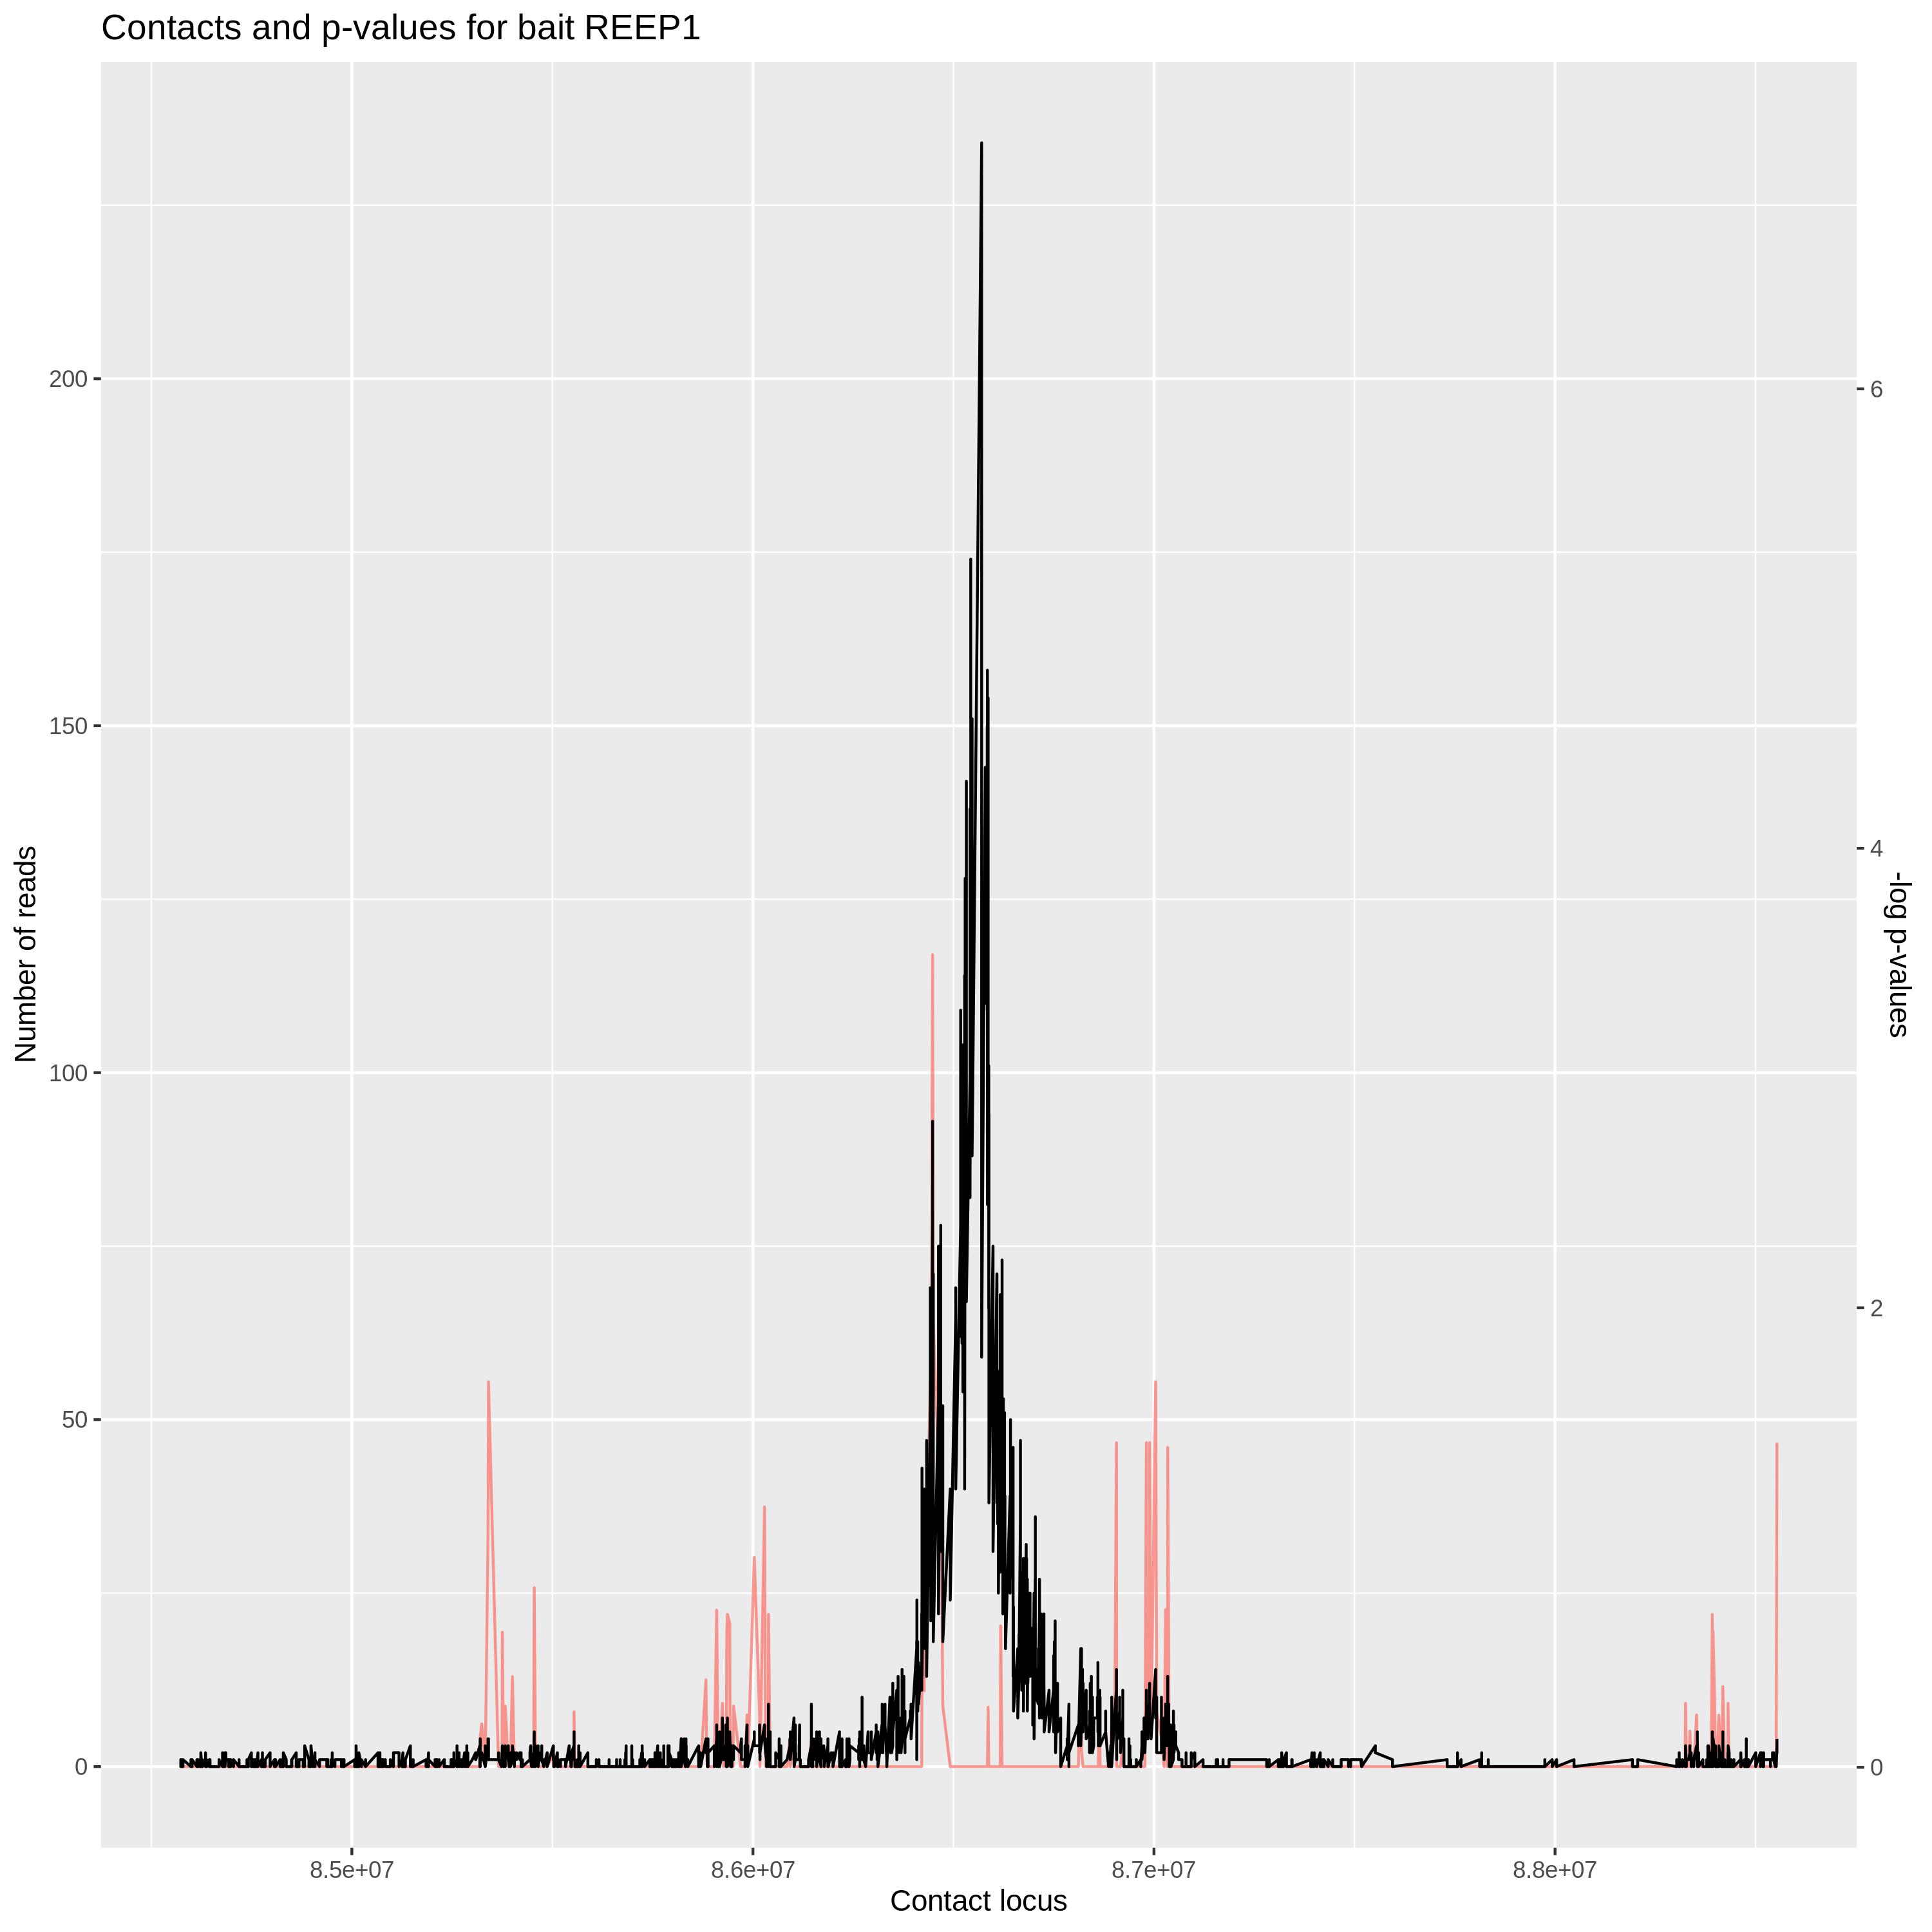 Contacts and p-values for bait REEP1
200
150
100
50
0
6
4
2
0
Number of reads
-log p-values
8.5e+07
8.6e+07
8.7e+07
8.8e+07
Contact locus